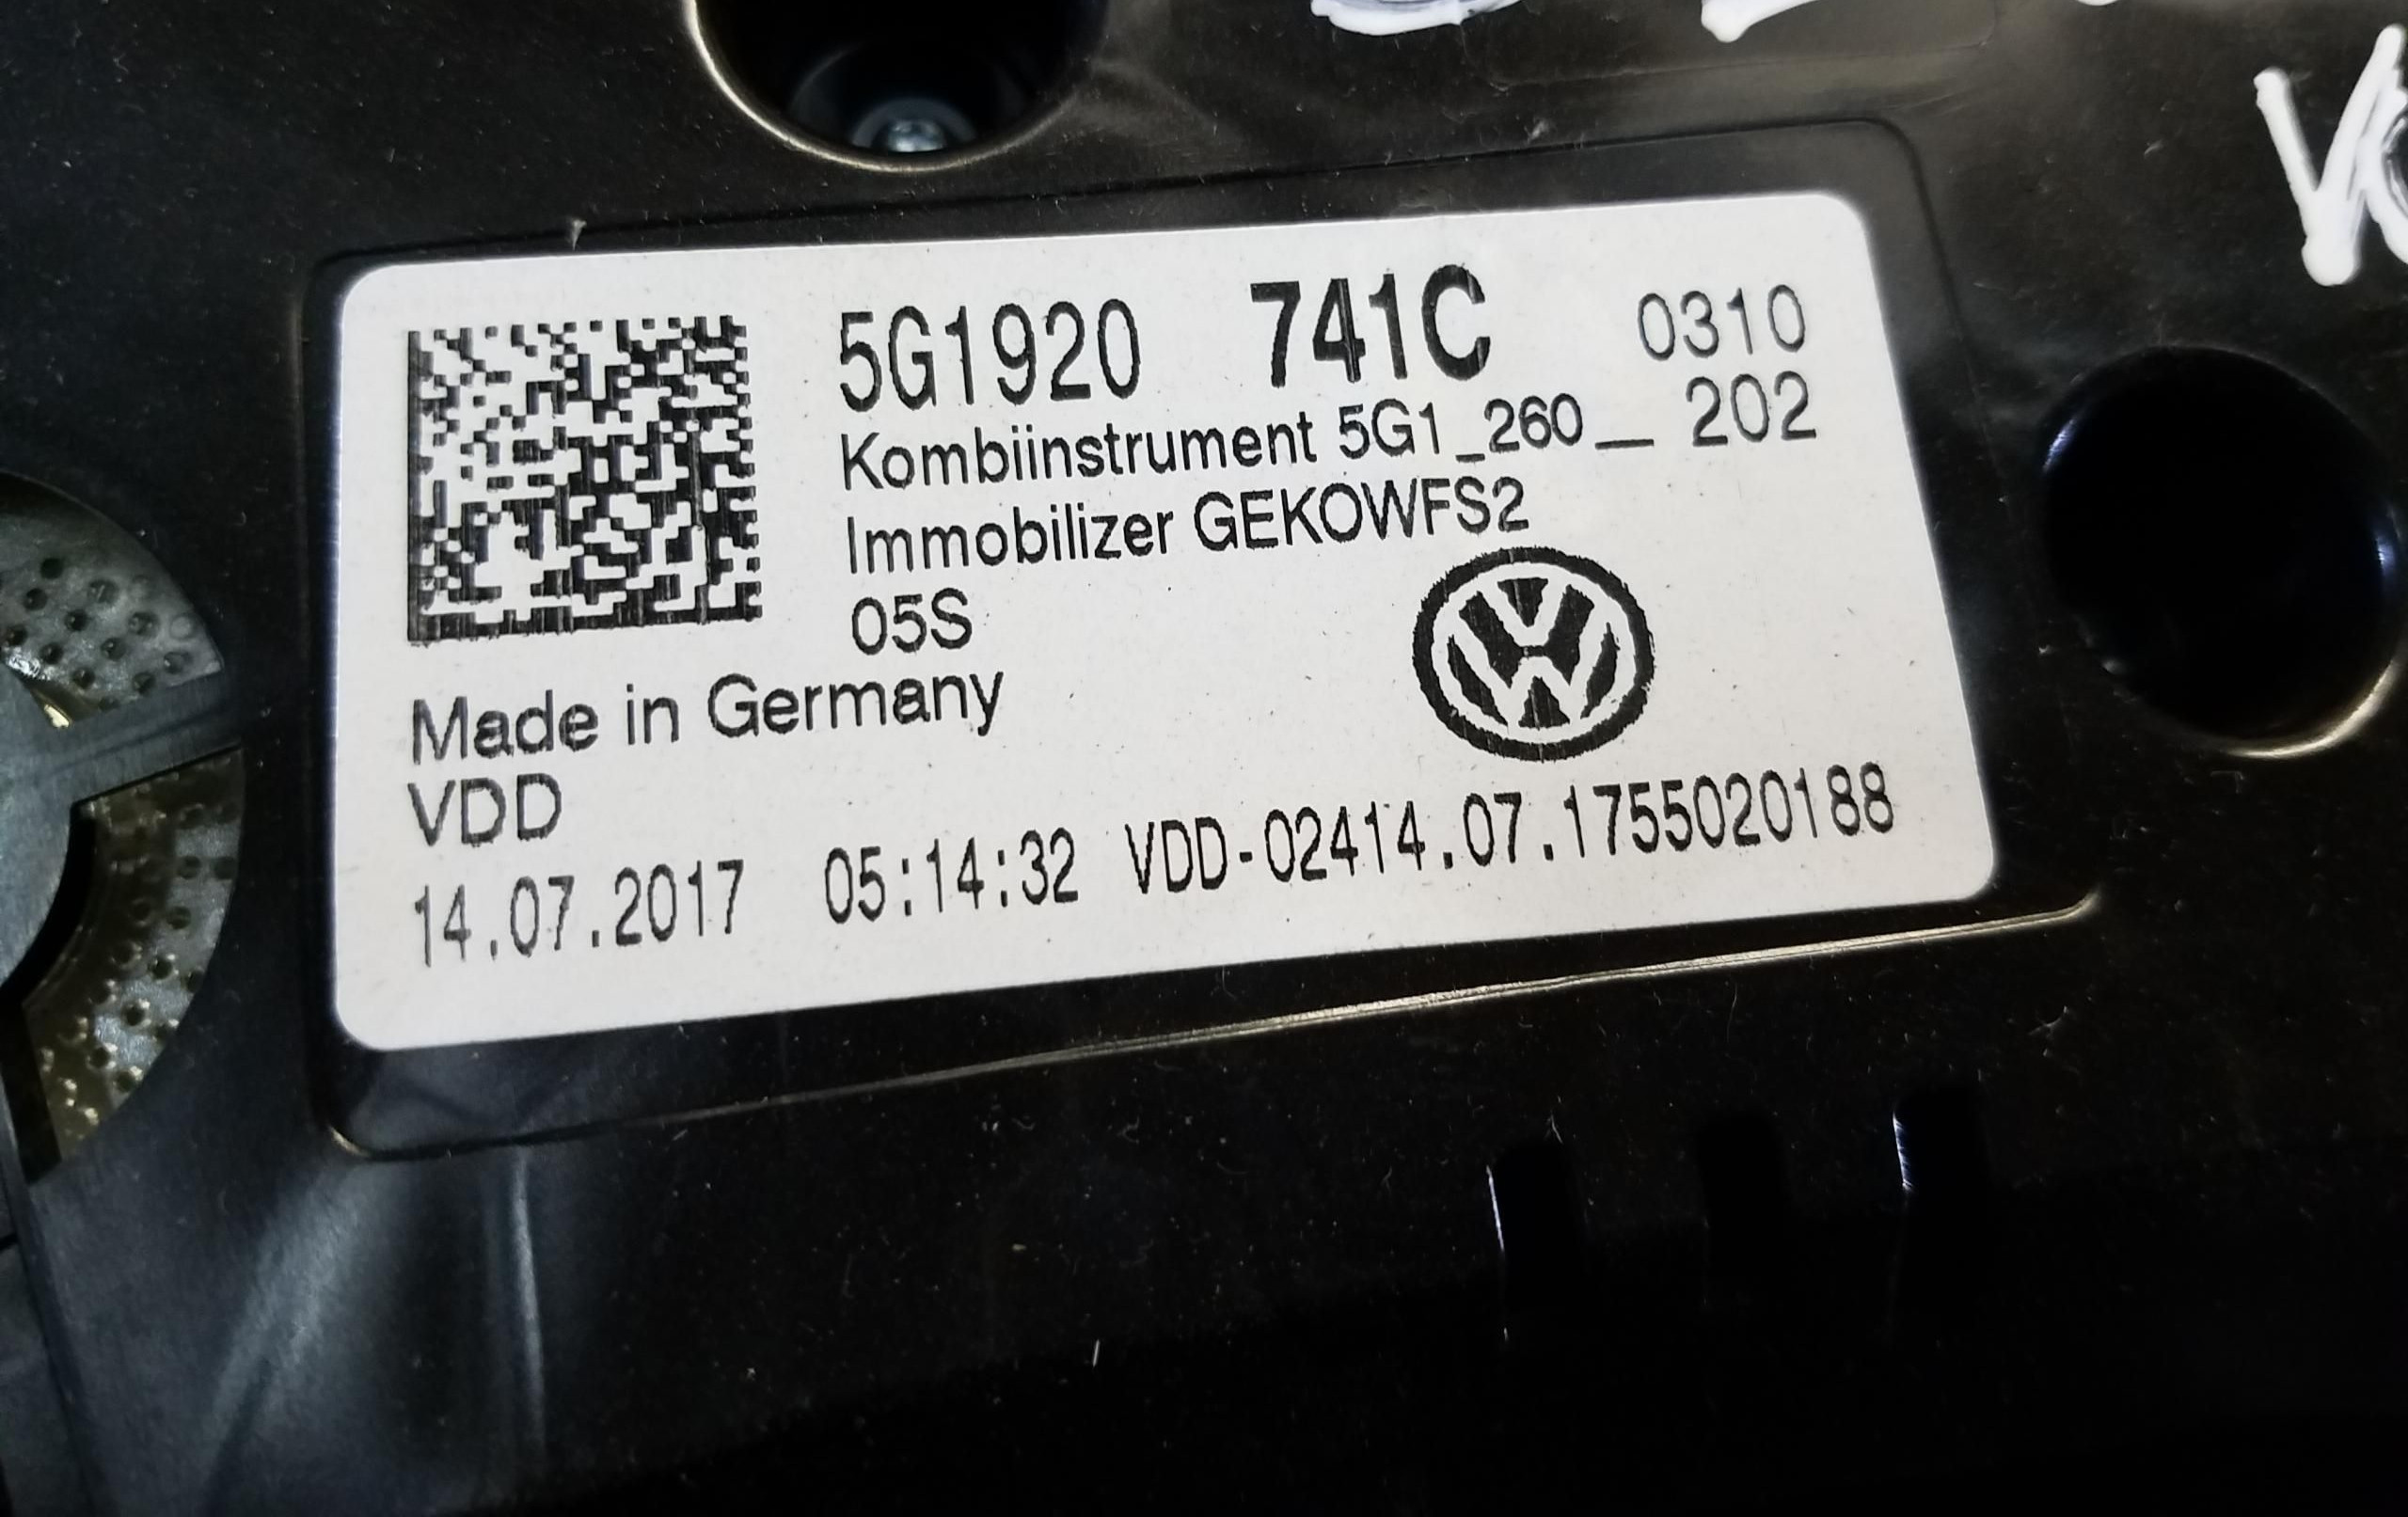 5G1920 741C 0310
Kombiinstrument 5G1_260_ 202
Immobilizer GEKOWFS2
05S
Made in Germany
VDD
14.07.2017 05:14:32 VDD-02414.07.1755020188